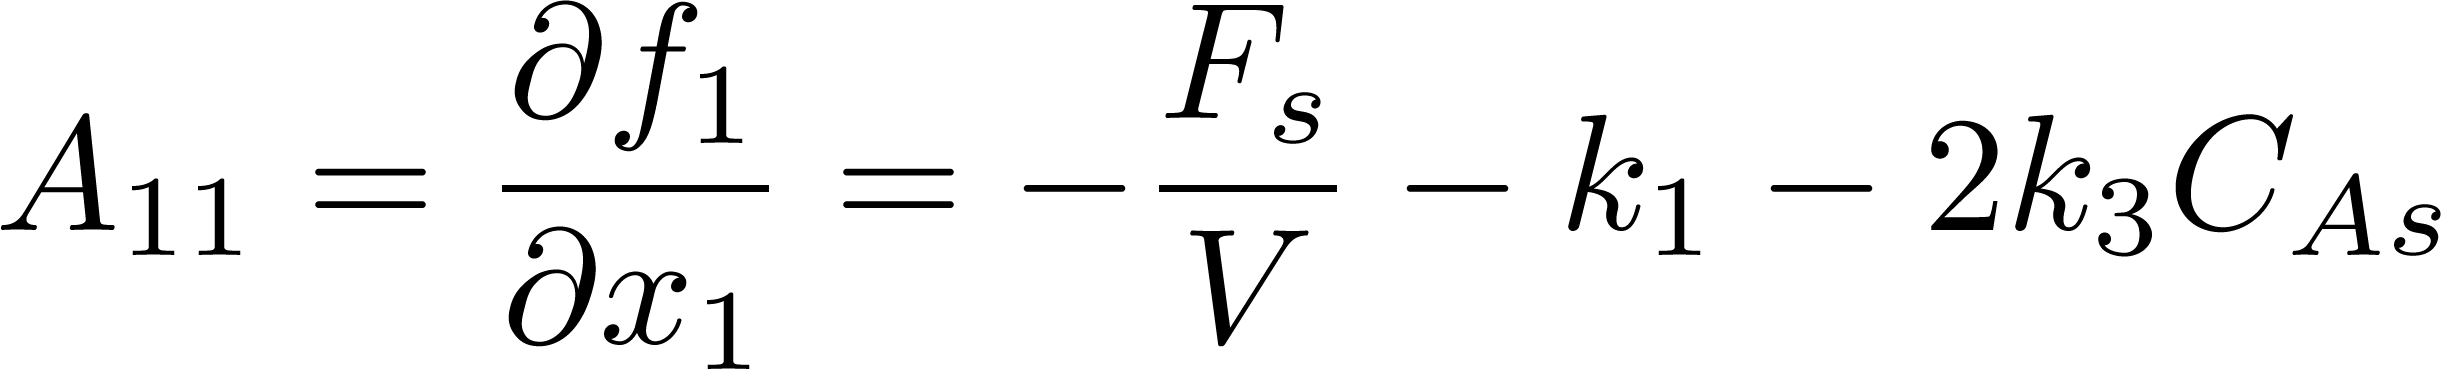 A_{11} = \frac{\partial f_1}{\partial x_1} = -\frac{F_s}{V} - k_1 - 2k_3 C_{As}